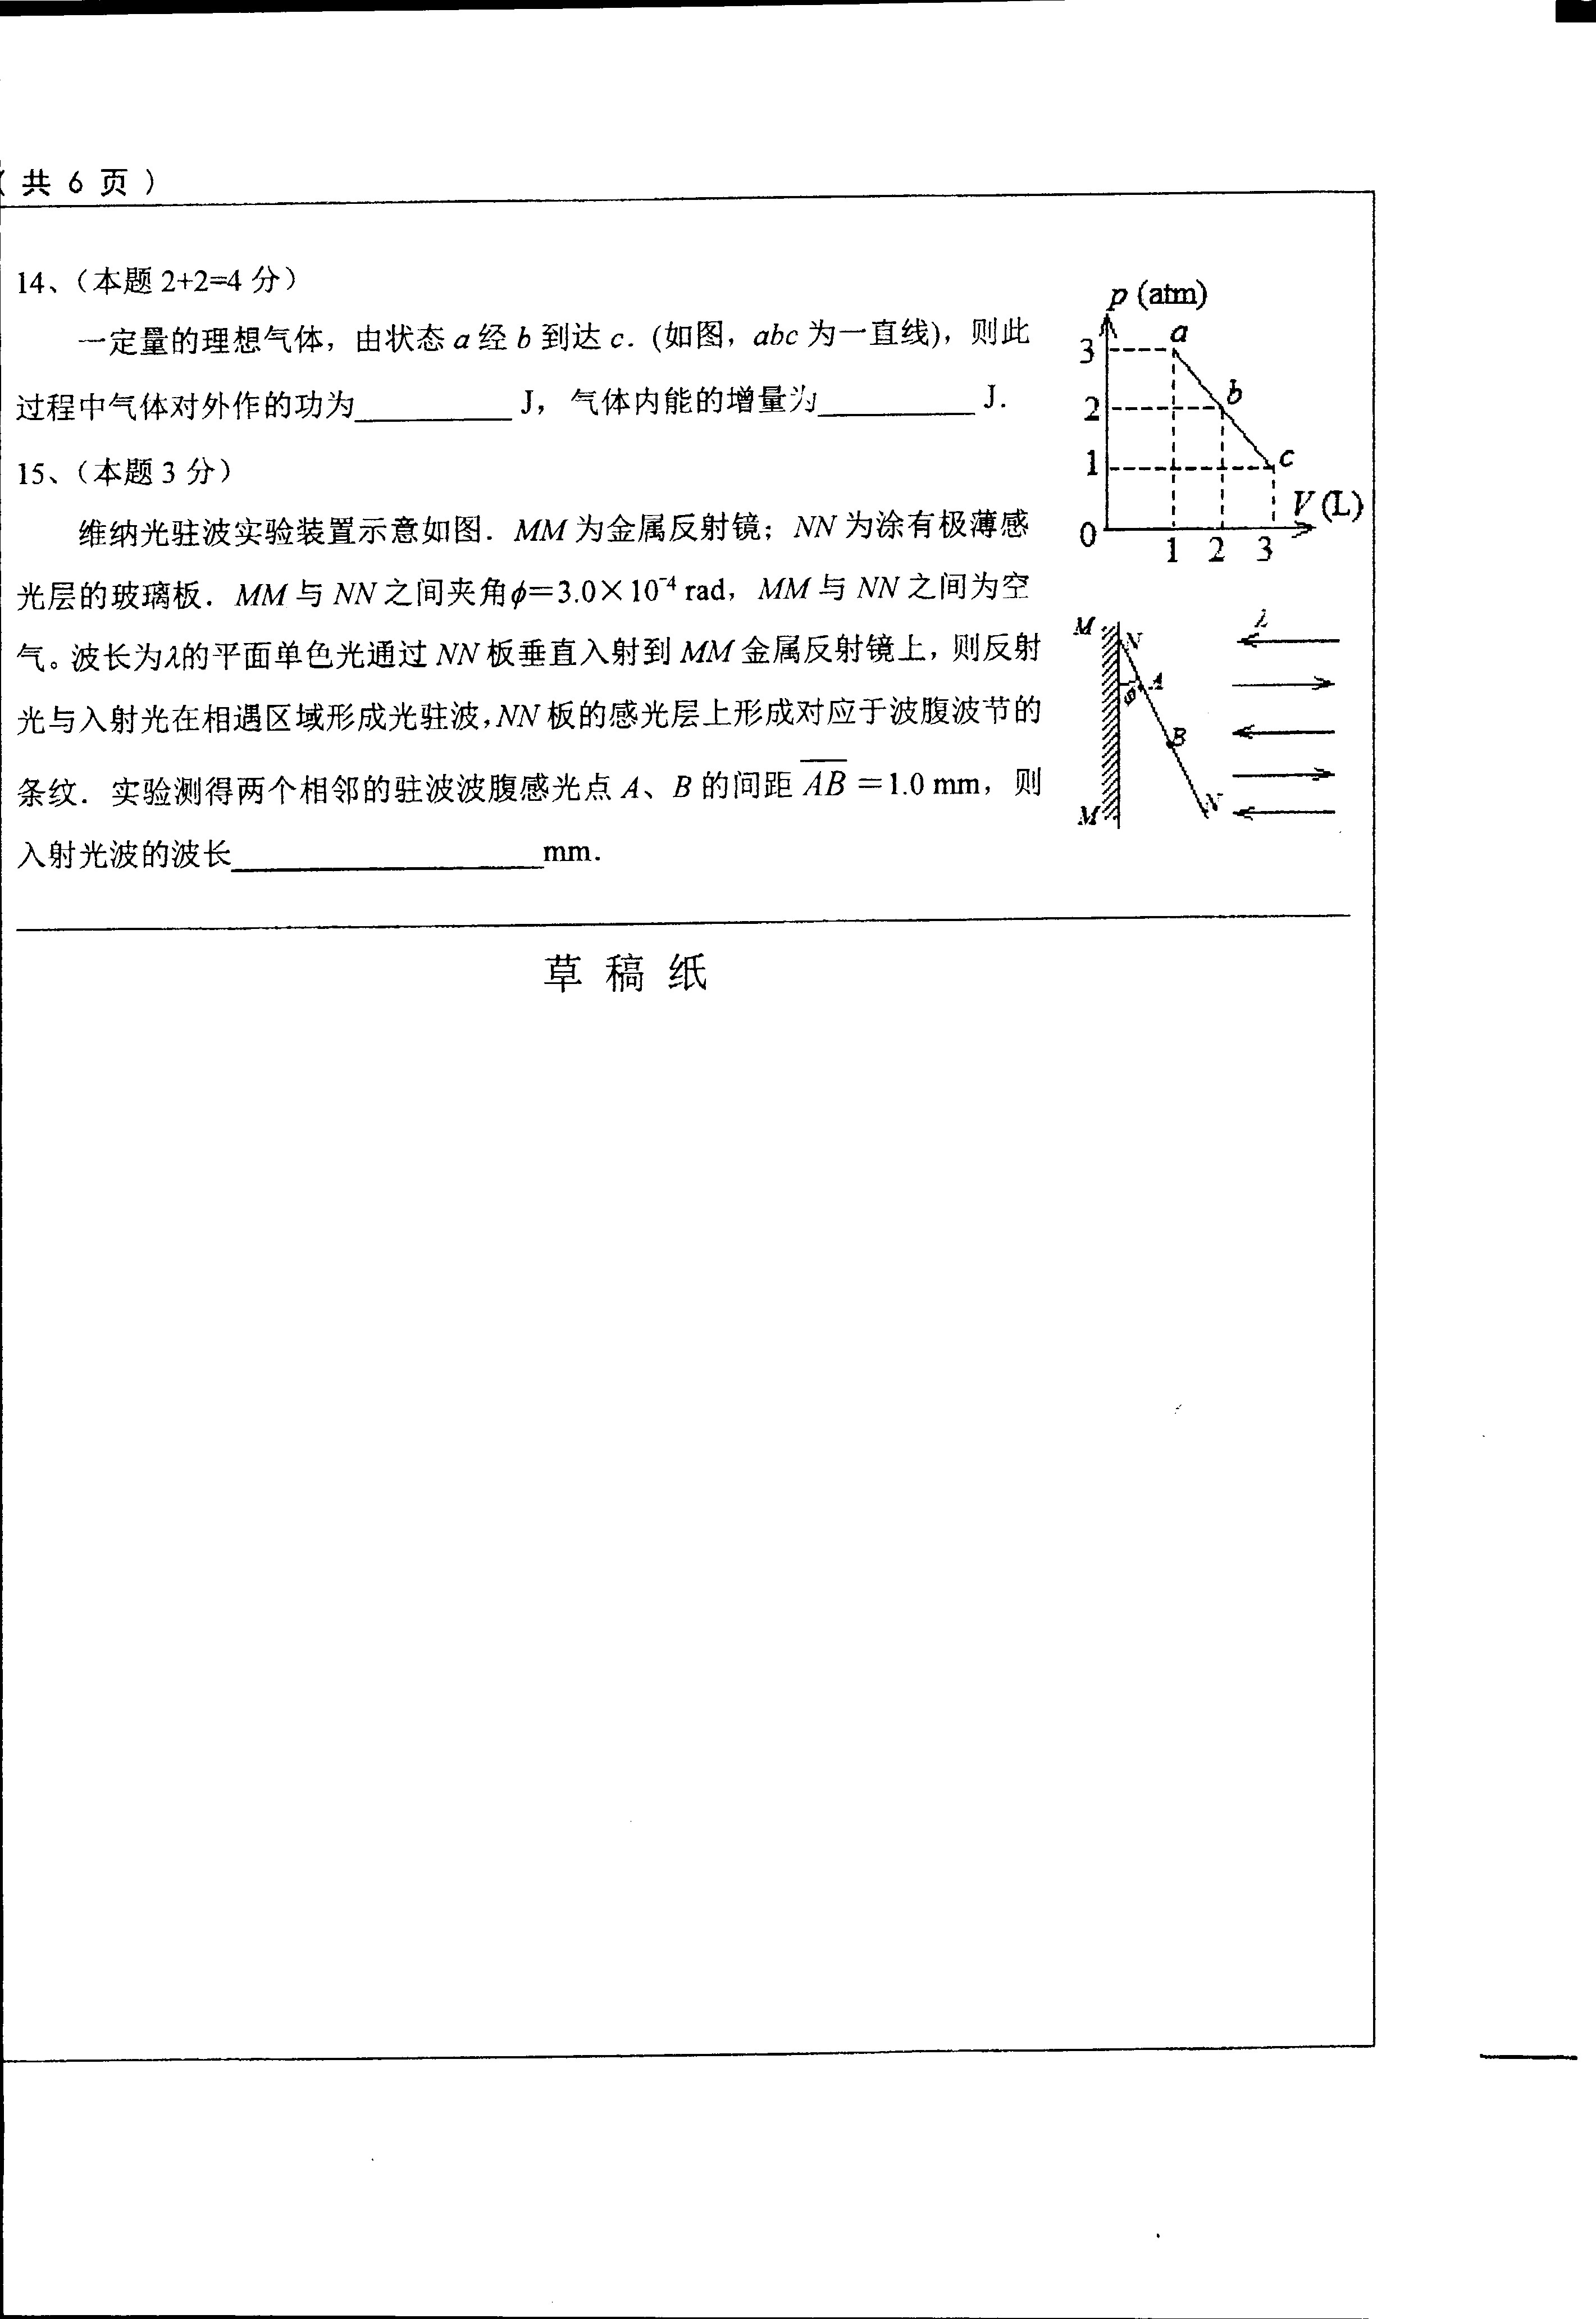 （共 6 页）
14、（本题 2+2=4 分）
一定量的理想气体，由状态 a 经 b 到达 c．(如图，abc 为一直线)，则此
过程中气体对外作的功为__________ J，气体内能的增量为__________ J．
15、（本题 3 分）
维纳光驻波实验装置示意如图．MM 为金属反射镜；NN 为涂有极薄感
光层的玻璃板．MM 与 NN 之间夹角φ＝3.0×10⁻⁴ rad，MM 与 NN 之间为空
气。波长为λ的平面单色光通过 NN 板垂直入射到 MM 金属反射镜上，则反射
光与入射光在相遇区域形成光驻波，NN 板的感光层上形成对应于波腹波节的
条纹．实验测得两个相邻的驻波波腹感光点 A、B 的间距 \overline{AB} ＝1.0 mm，则
入射光波的波长____________________mm．
p (atm)
3
a
2
b
1
c
V (L)
0
1 2 3
M
N
λ
φ
A
B
M
N
草 稿 纸